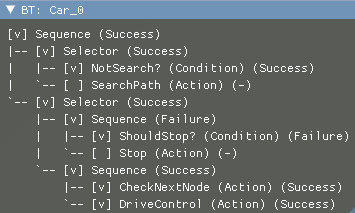 ▼ BT: Car_0
[v] Sequence (Success)
|-- [v] Selector (Success)
|   |-- [v] NotSearch? (Condition) (Success)
|   `-- [ ] SearchPath (Action) (-)
`-- [v] Selector (Success)
    |-- [v] Sequence (Failure)
    |   |-- [v] ShouldStop? (Condition) (Failure)
    |   `-- [ ] Stop (Action) (-)
    `-- [v] Sequence (Success)
        |-- [v] CheckNextNode (Action) (Success)
        `-- [v] DriveControl (Action) (Success)